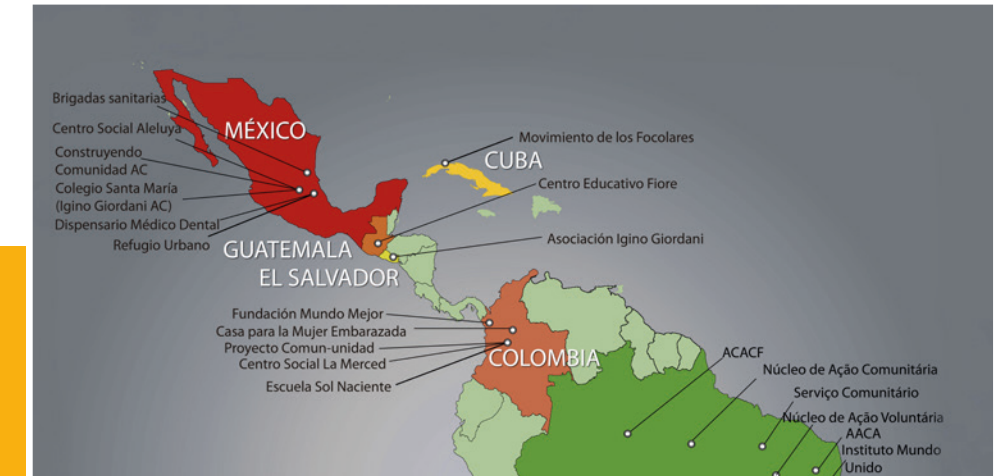 Brigadas sanitarias
Centro Social Aleluya
Construyendo
Comunidad AC
Colegio Santa María
(Igino Giordani AC)
Dispensario Médico Dental
Refugio Urbano
MÉXICO
Movimiento de los Focolares
CUBA
Centro Educativo Fiore
Asociación Igino Giordani
GUATEMALA
EL SALVADOR
Fundación Mundo Mejor
Casa para la Mujer Embarazada
Proyecto Comun-unidad
Centro Social La Merced
Escuela Sol Naciente
COLOMBIA
ACACF
Núcleo de Ação Comunitária
Serviço Comunitário
Núcleo de Ação Voluntária
AACA
Instituto Mundo
Unido